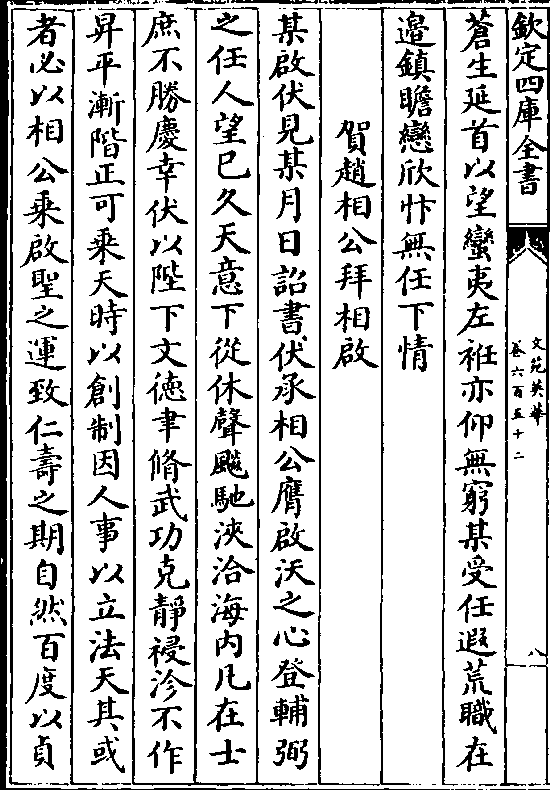 欽定四庫全書
文苑英華
卷六百五十二
八
蒼生延首以望蠻夷左衽亦仰無窮某受任遐荒職在
邉鎮瞻戀欣忭無任下情
賀趙相公拜相啟
某啟伏見某月日詔書伏承相公膺啟沃之心登輔弼
之任人望已久天意下從休聲飈馳浹洽海内凡在士
庶不勝慶幸伏以陛下文德聿脩武功克靜祲沴不作
昇平漸階正可乘天時以創制因人事以立法天其或
者必以相公乘啟聖之運致仁壽之期自然百度以貞